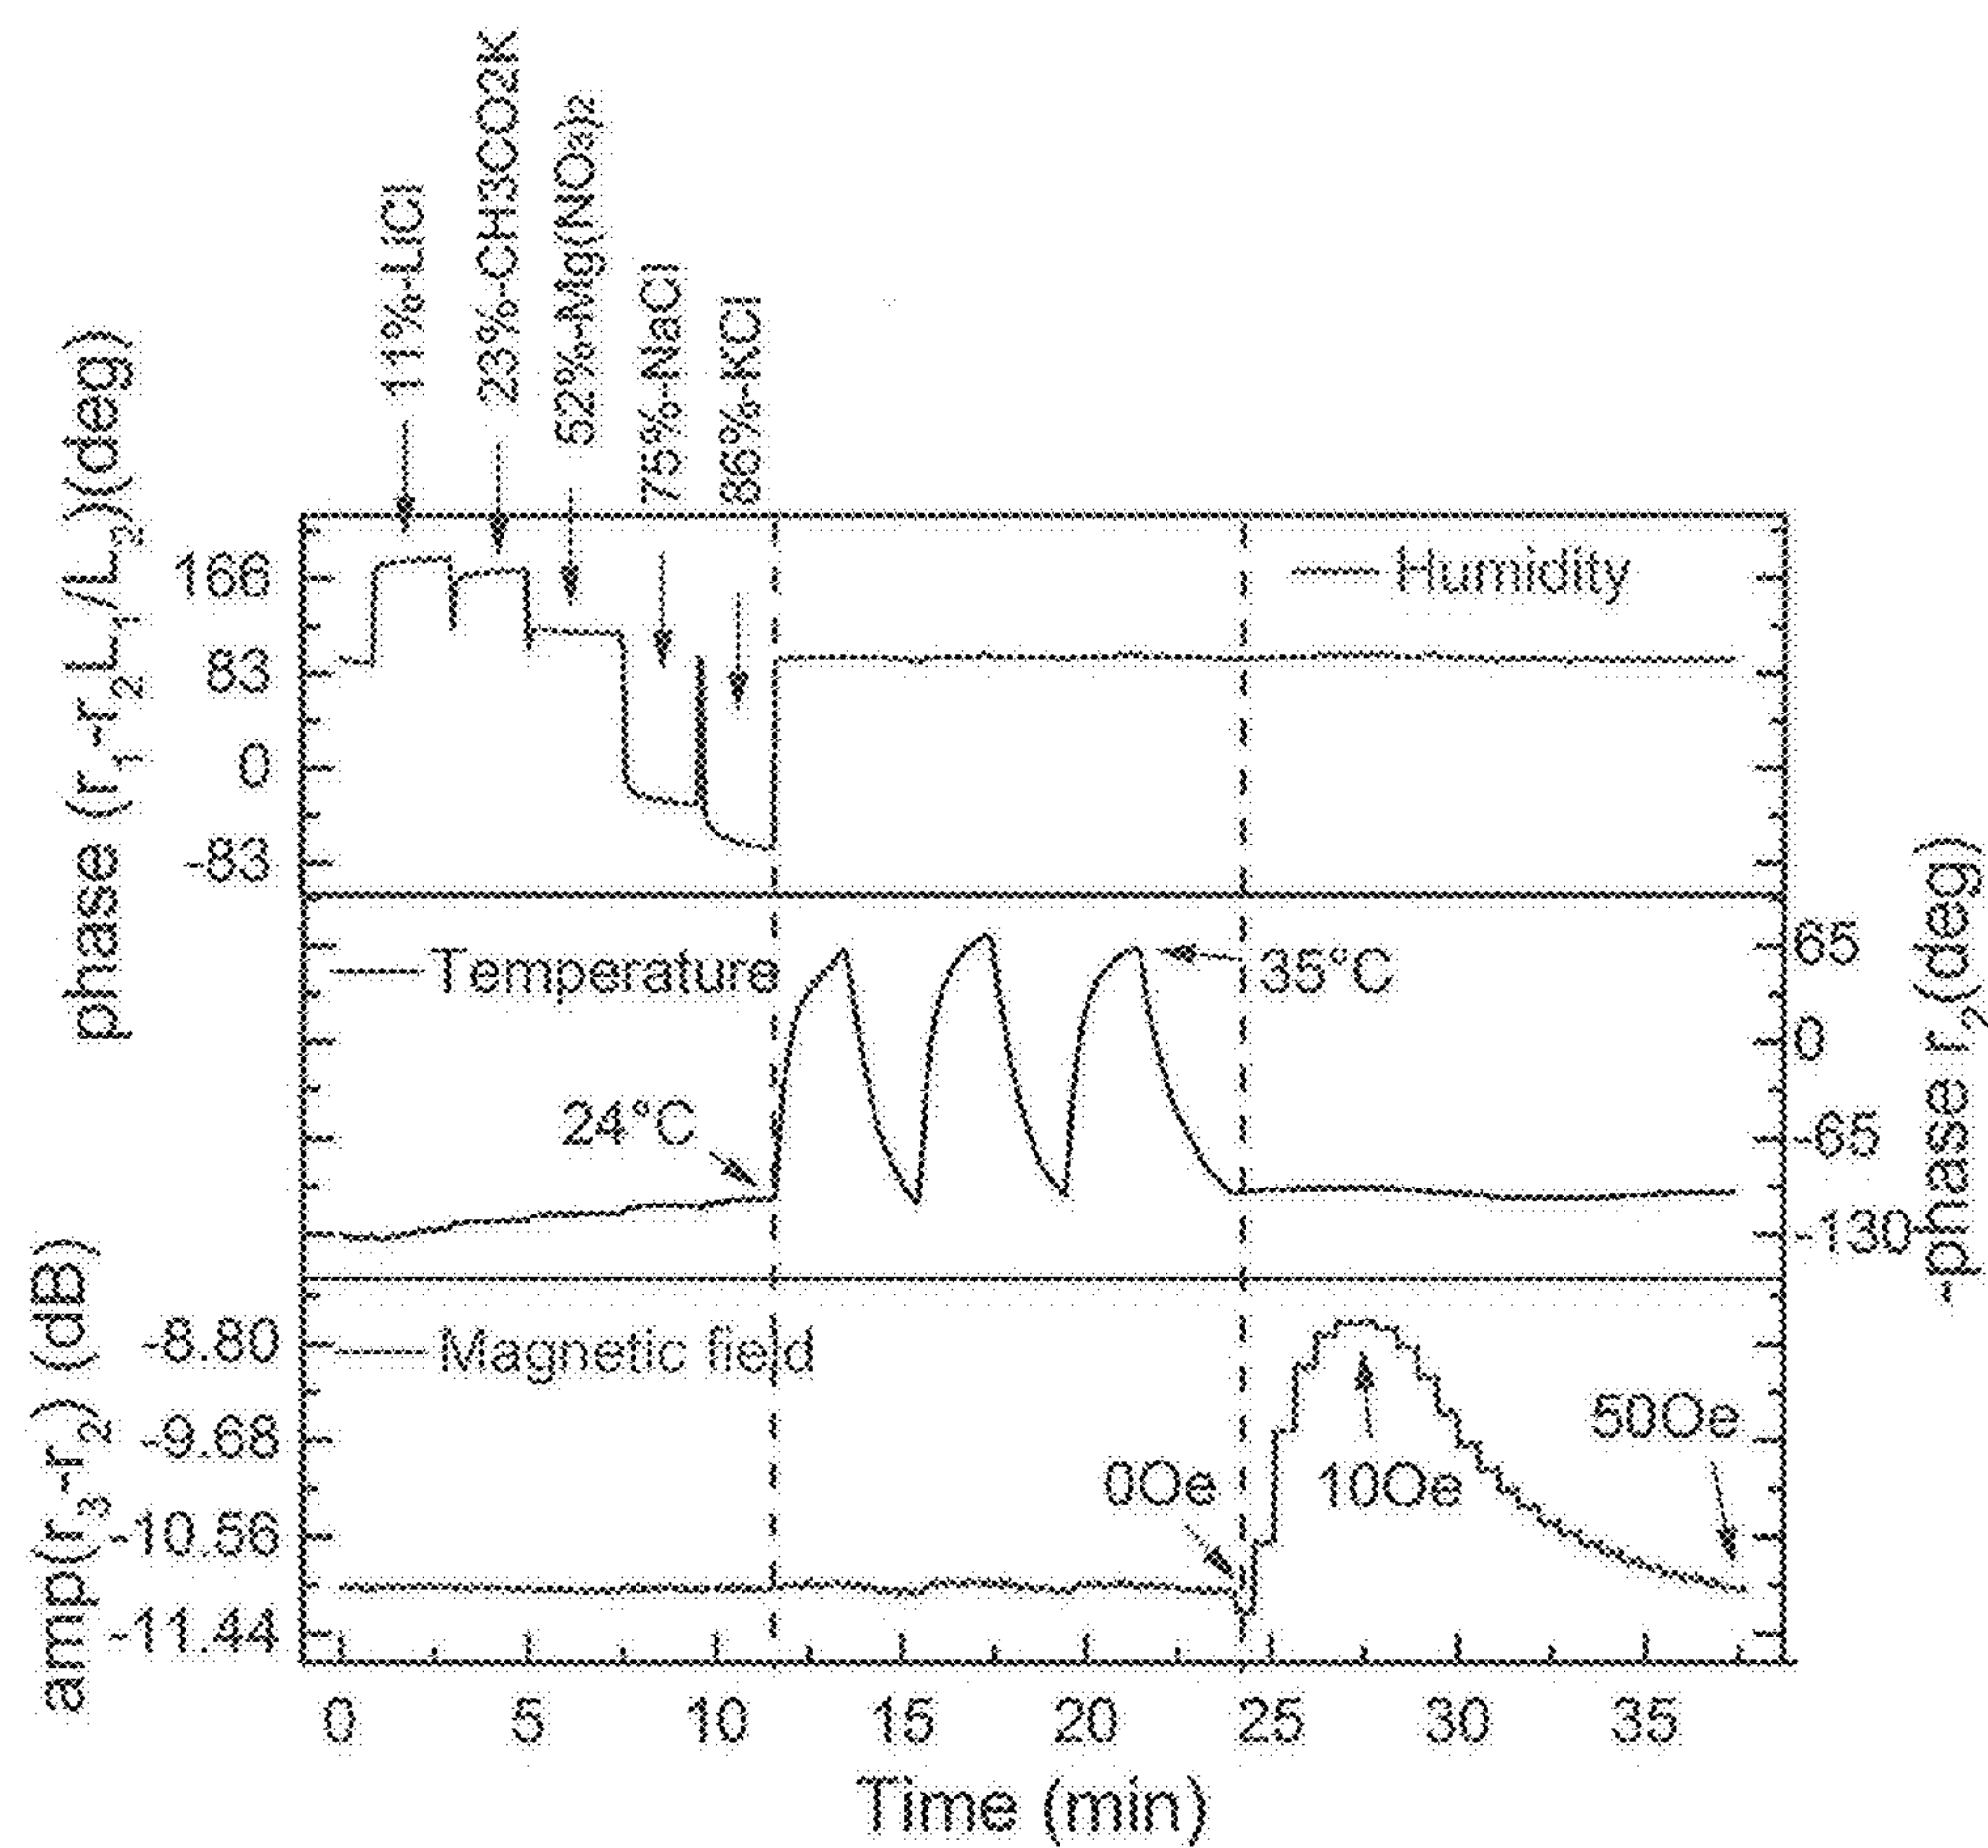 11%-LiCl
23%-CH3CO2K
52%-Mg(NO3)2
75%-NaCl
86%-KCl
phase (r1-r2L1/L2)(deg)
166
83
0
-83
Humidity
Temperature
24°C
35°C
65
0
-65
-130
-phase r2(deg)
amp(r3-r2) (dB)
-8.80
-9.68
-10.56
-11.44
Magnetic field
0Oe
10Oe
50Oe
0 5 10 15 20 25 30 35
Time (min)